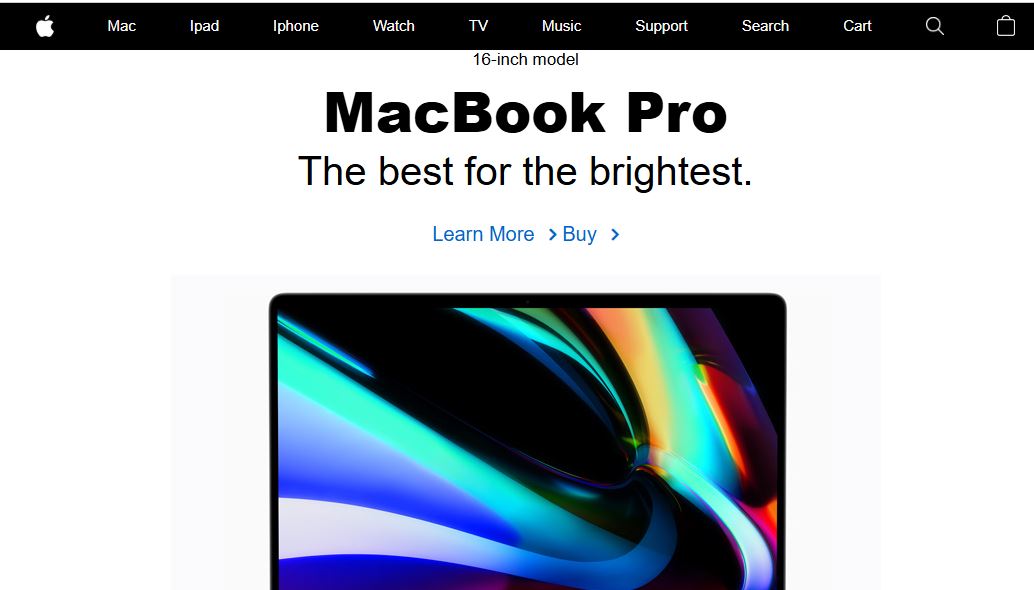 Mac Ipad Iphone Watch TV Music Support Search Cart
16-inch model
MacBook Pro
The best for the brightest.
Learn More Buy